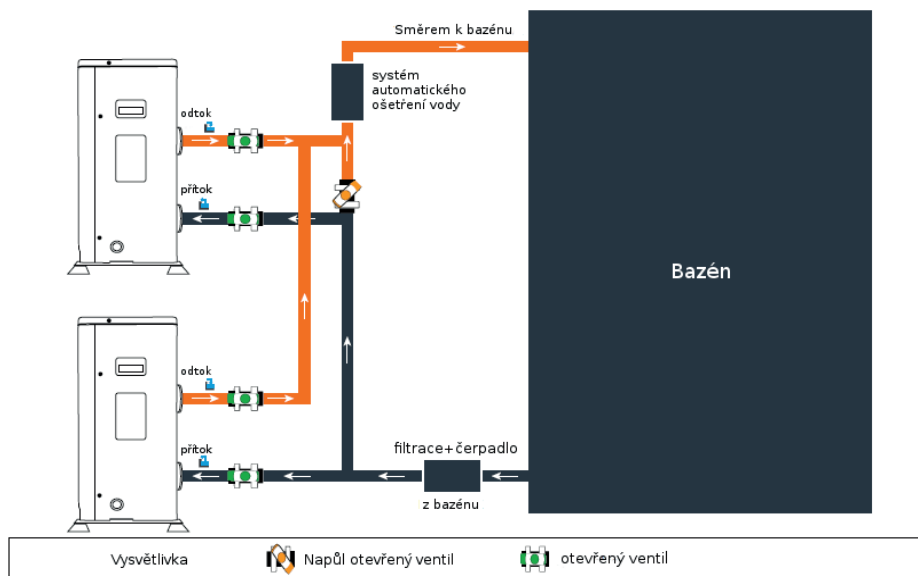 Směrem k bazénu
systém
automatického
ošetření vody
odtok
přítok
Bazén
odtok
přítok
filtrace+čerpadlo
z bazénu
Vysvětlivka
Napůl otevřený ventil
otevřený ventil